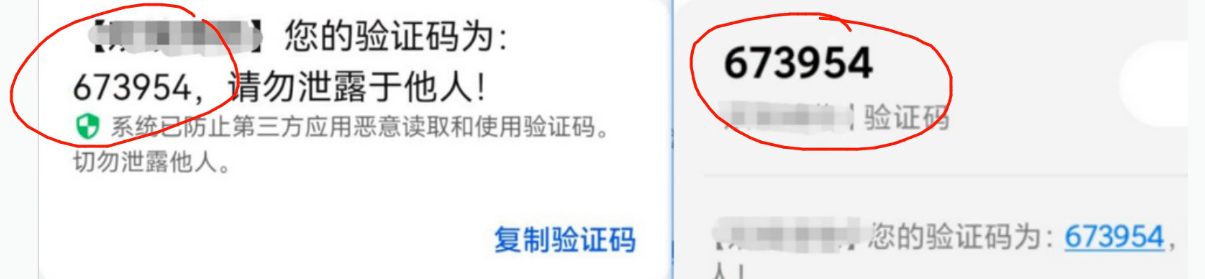 【】您的验证码为:
673954，请勿泄露于他人!
系统已防止第三方应用恶意读取和使用验证码。
切勿泄露他人。
复制验证码
673954
验证码
【】您的验证码为: 673954，
人!